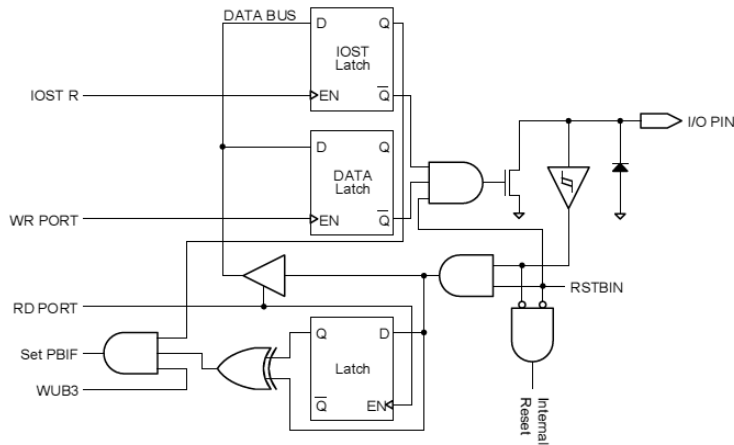 DATA BUS
D Q
IOST
Latch
IOST R
EN Q
I/O PIN
D Q
DATA
Latch
WR PORT
EN Q
RSTBIN
RD PORT
Q D
Set PBIF
Latch
WUB3
Q EN
Internal
Reset